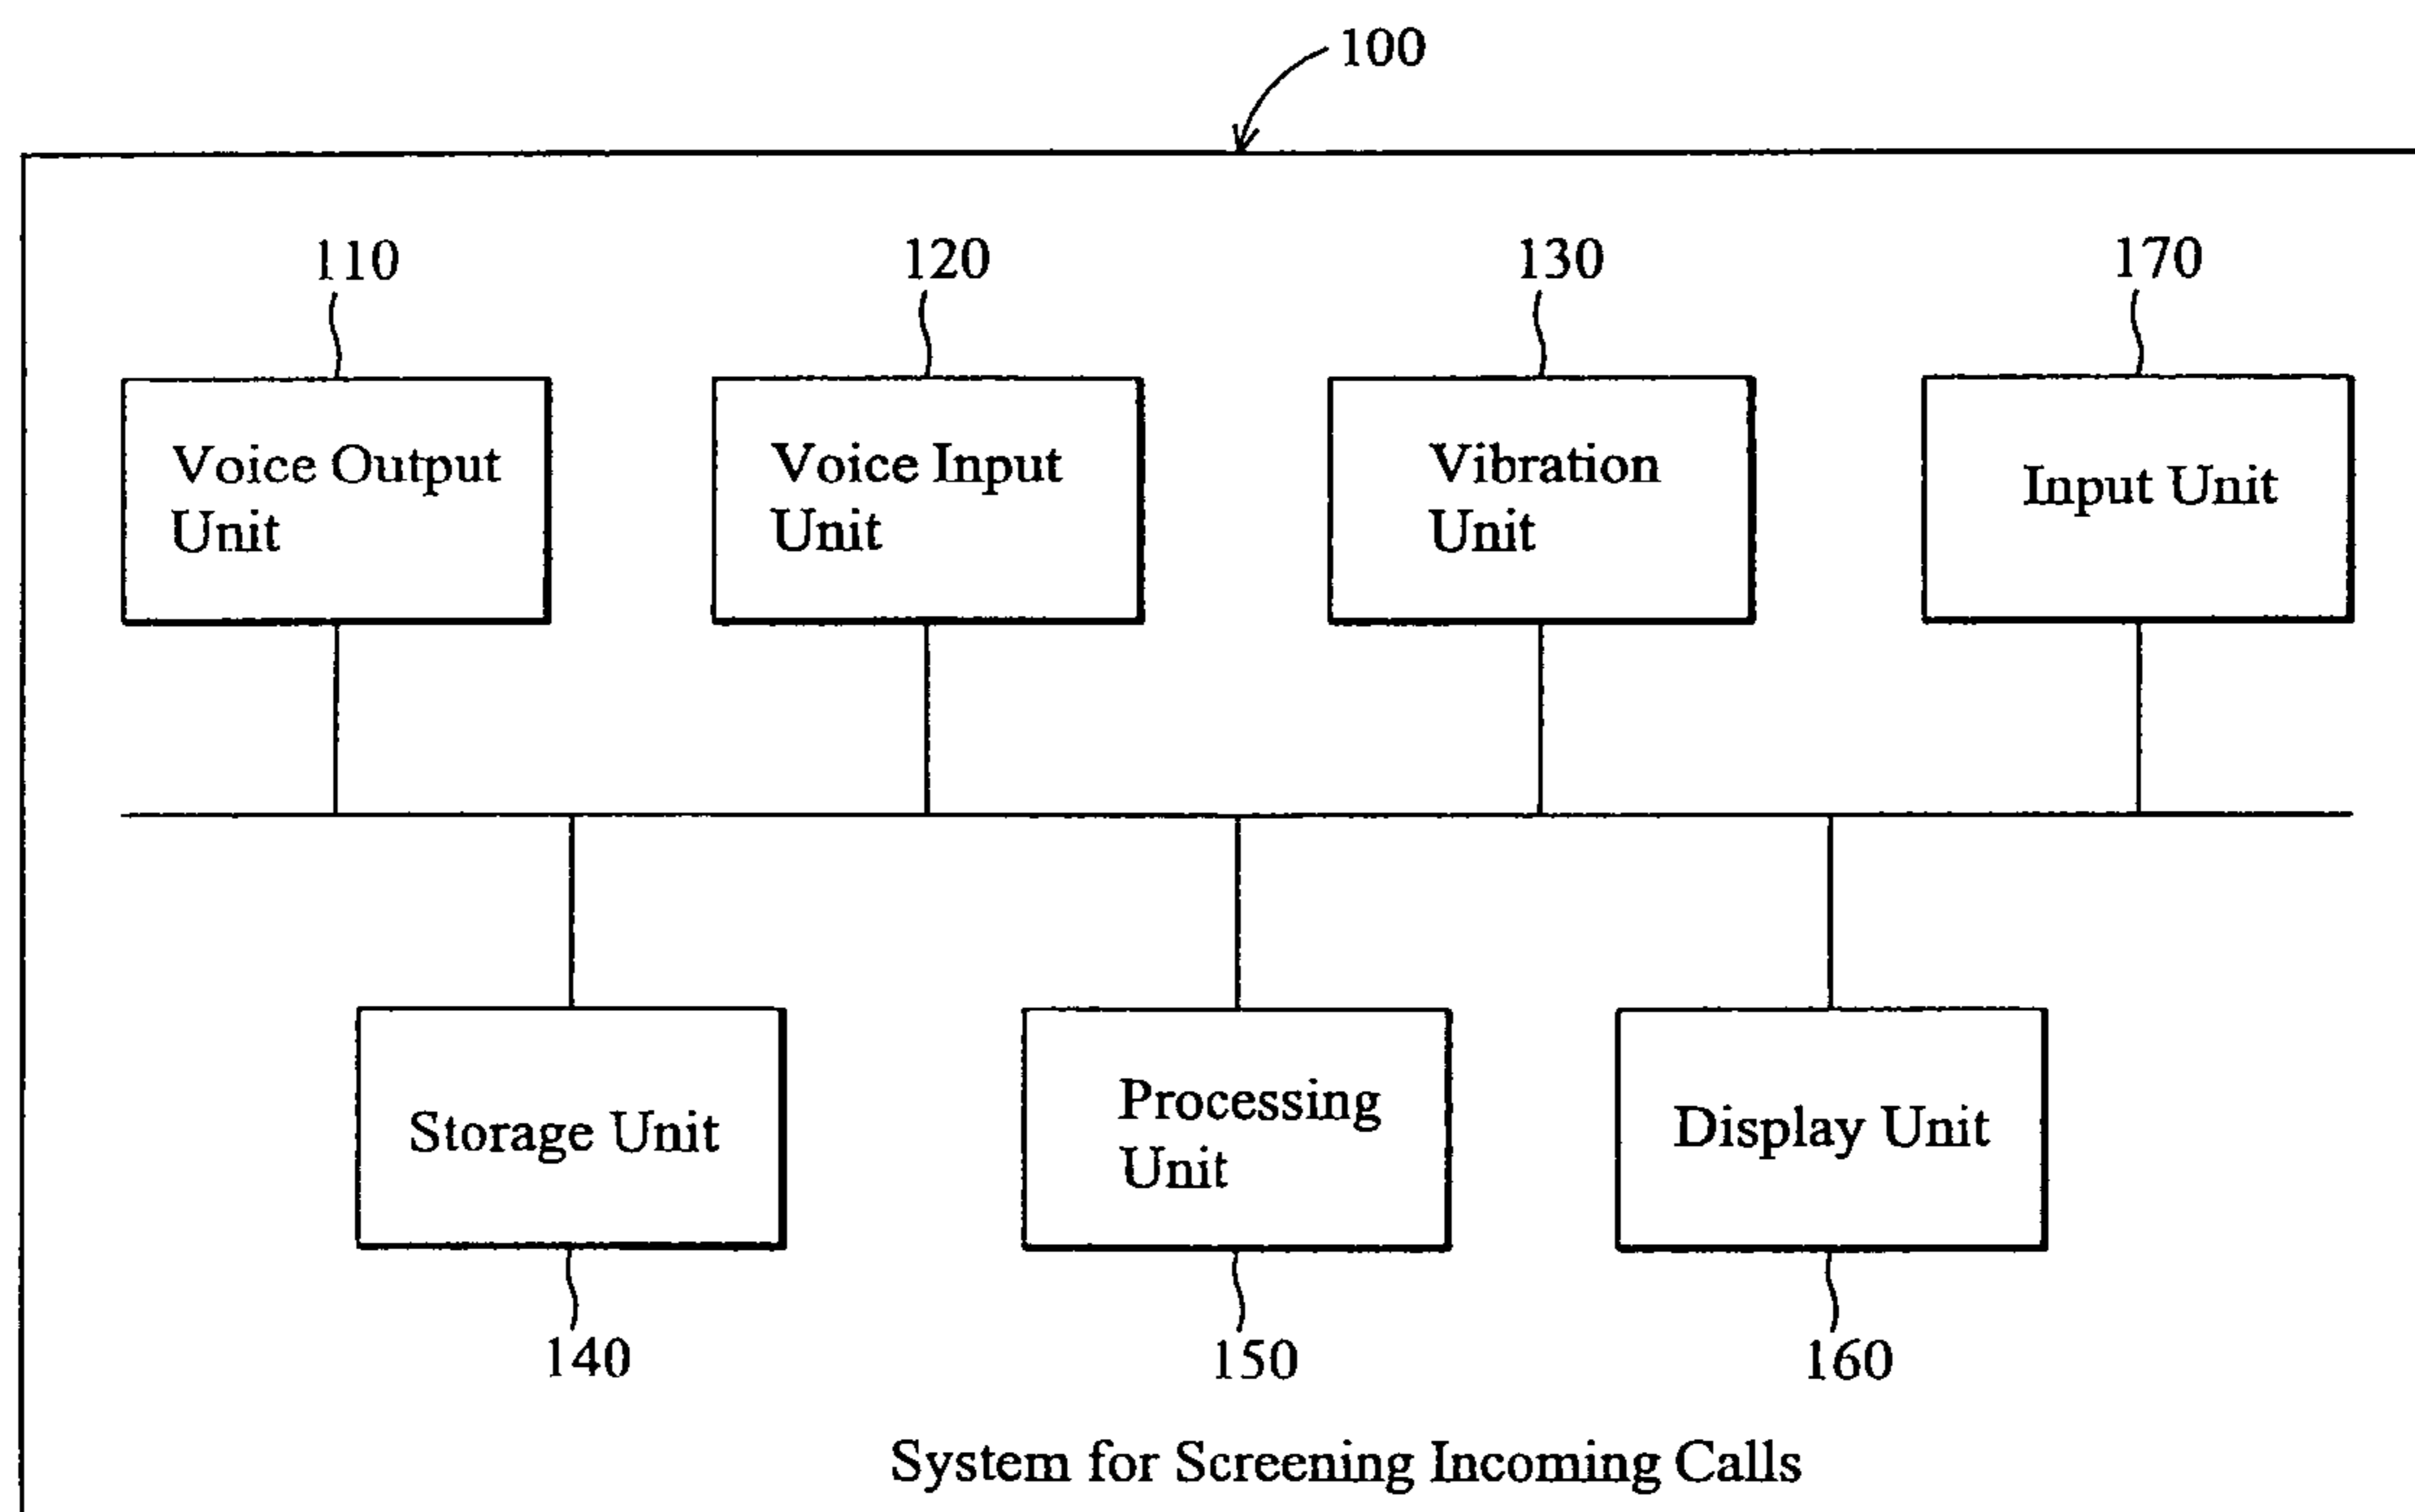 100
110
120
130
170
Voice Output
Unit
Voice Input
Unit
Vibration
Unit
Input Unit
Storage Unit
Processing
Unit
Display Unit
140
150
160
System for Screening Incoming Calls